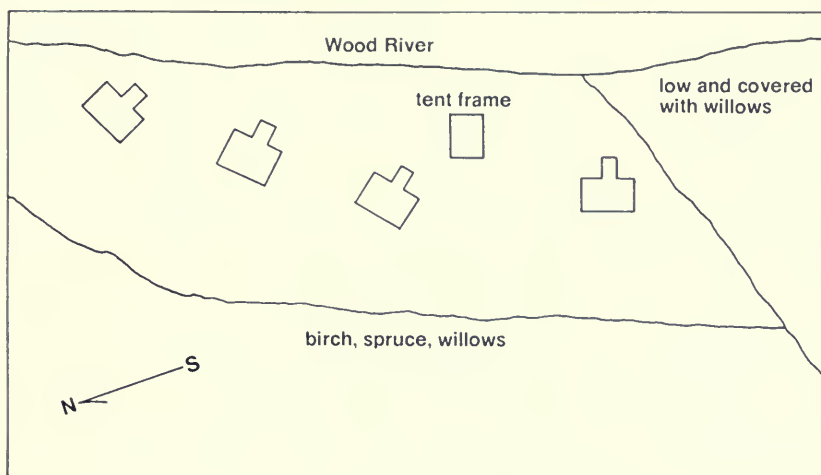 Wood River
low and covered
with willows
tent frame
birch, spruce, willows
S
N